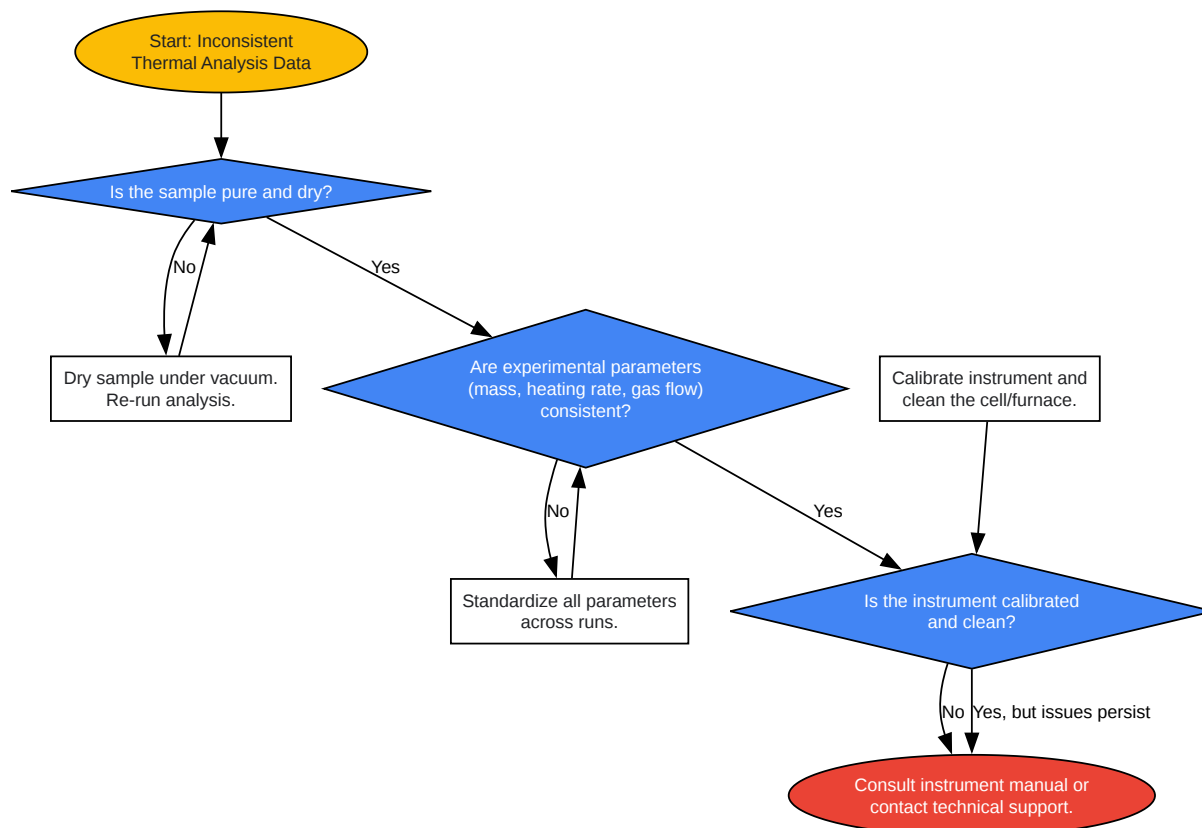 Start: Inconsistent
Thermal Analysis Data
Is the sample pure and dry?
No
Yes
Dry sample under vacuum.
Re-run analysis.
Are experimental parameters
(mass, heating rate, gas flow)
consistent?
Calibrate instrument and
clean the cell/furnace.
No
Yes
Standardize all parameters
across runs.
Is the instrument calibrated
and clean?
No
Yes, but issues persist
Consult instrument manual or
contact technical support.